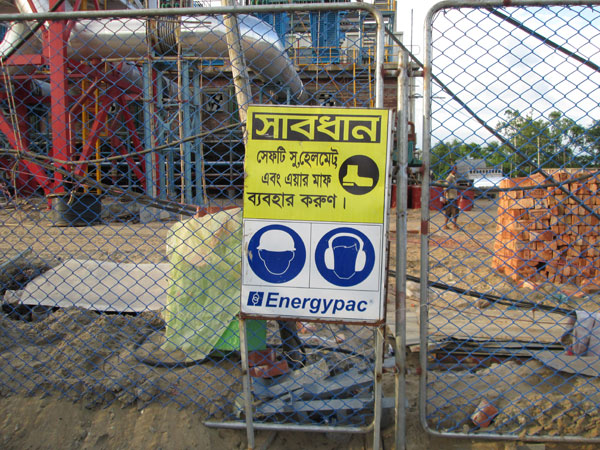 সাবধান
সেফটি সু,হেলমেট
এবং এয়ার মাফ
ব্যবহার করুণ।
Energypac